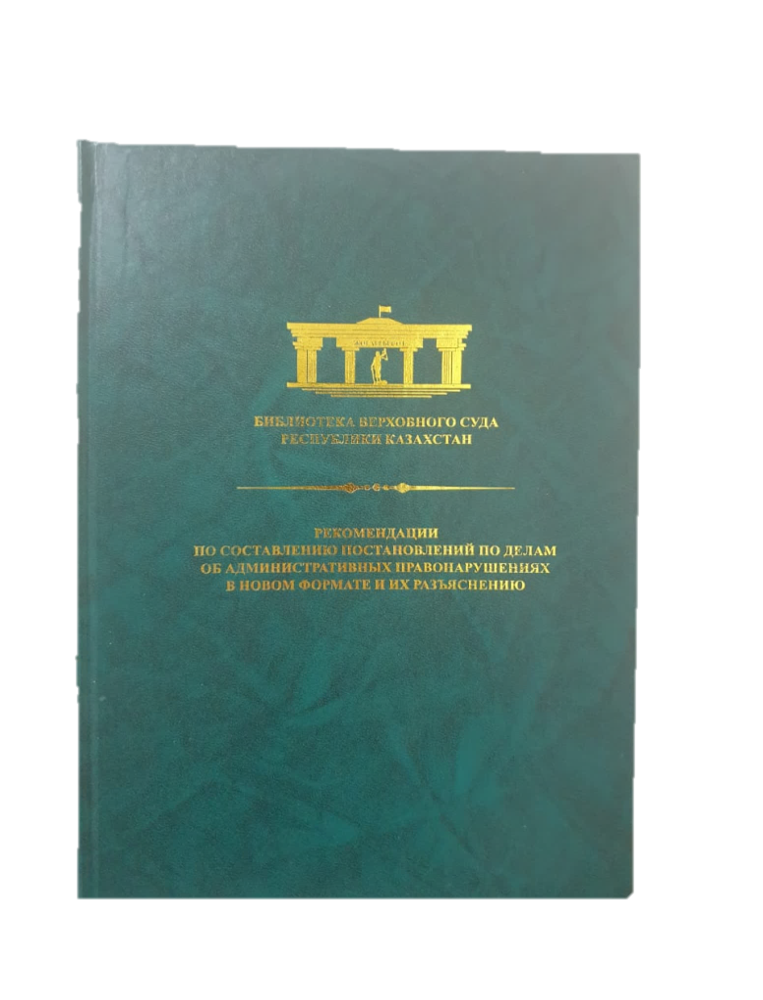 БИБЛИОТЕКА ВЕРХОВНОГО СУДА
РЕСПУБЛИКИ КАЗАХСТАН
РЕКОМЕНДАЦИИ
ПО СОСТАВЛЕНИЮ ПОСТАНОВЛЕНИЙ ПО ДЕЛАМ
ОБ АДМИНИСТРАТИВНЫХ ПРАВОНАРУШЕНИЯХ
В НОВОМ ФОРМАТЕ И ИХ РАЗЪЯСНЕНИЮ